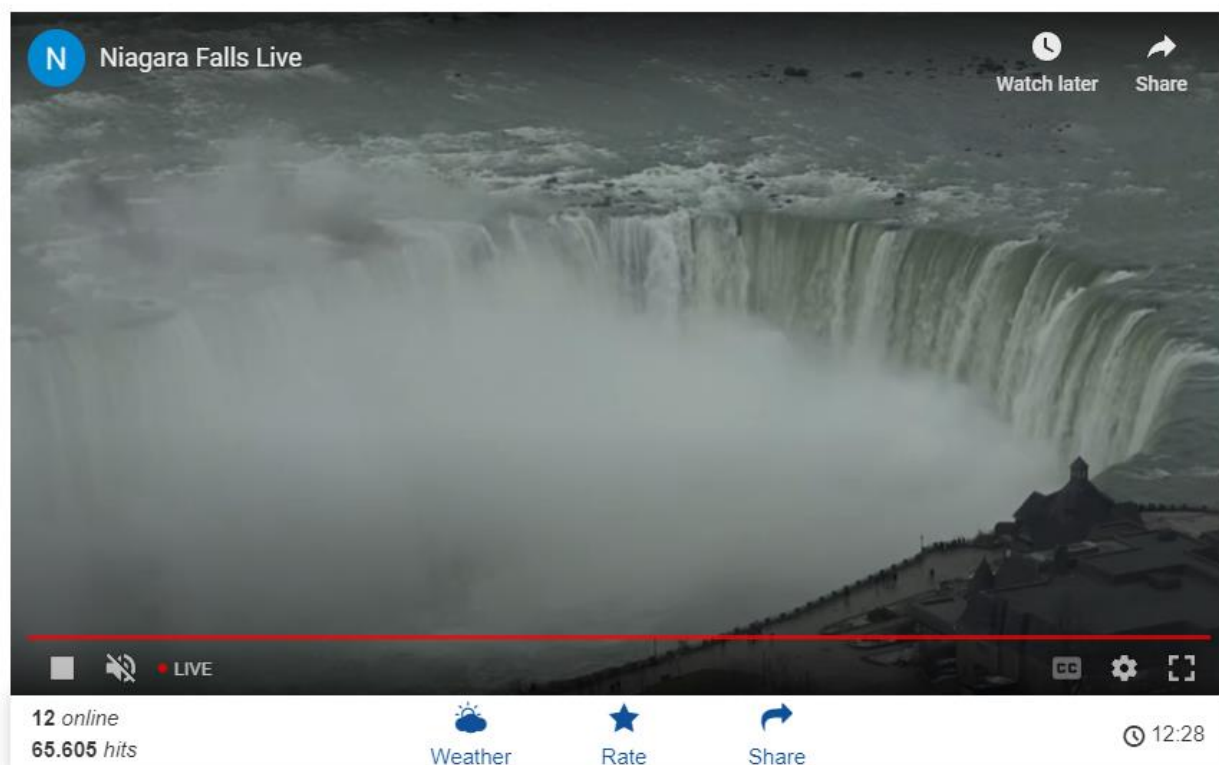 N Niagara Falls Live
Watch later Share
CC
LIVE
12 online
65.605 hits
Weather Rate Share
12:28